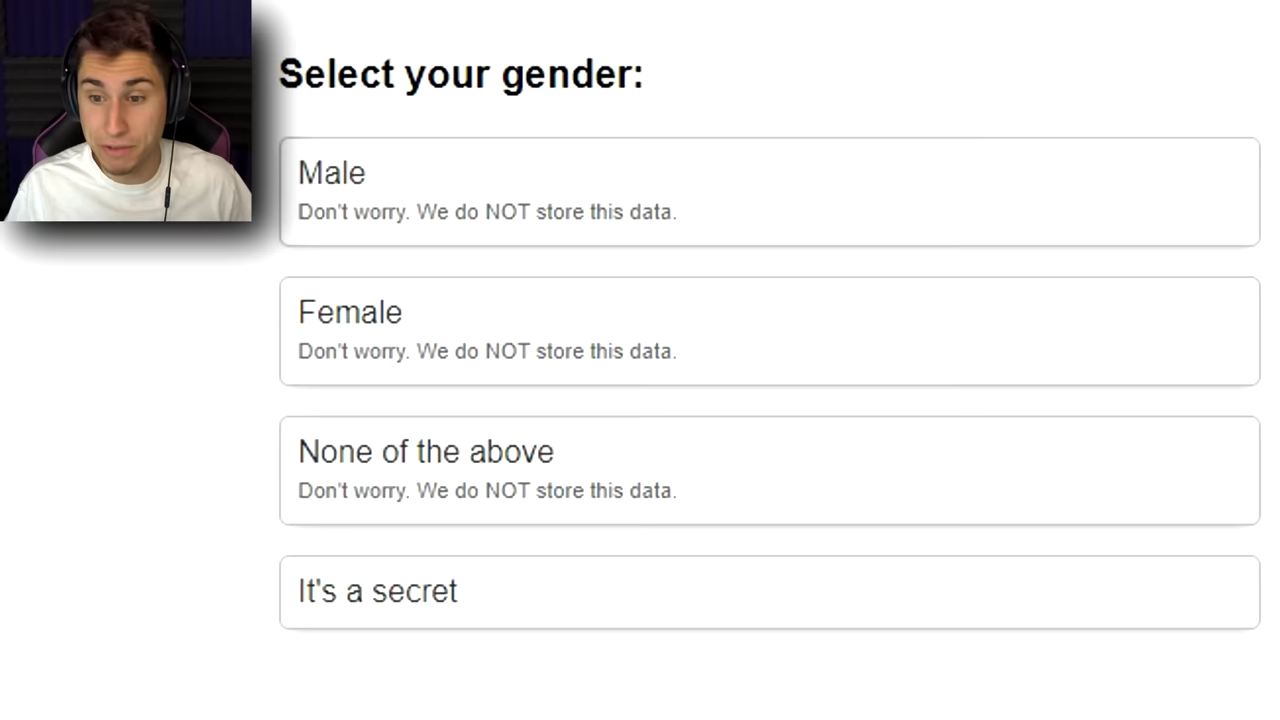 Select your gender:
Male
Don't worry. We do NOT store this data.
Female
Don't worry. We do NOT store this data.
None of the above
Don't worry. We do NOT store this data.
It's a secret